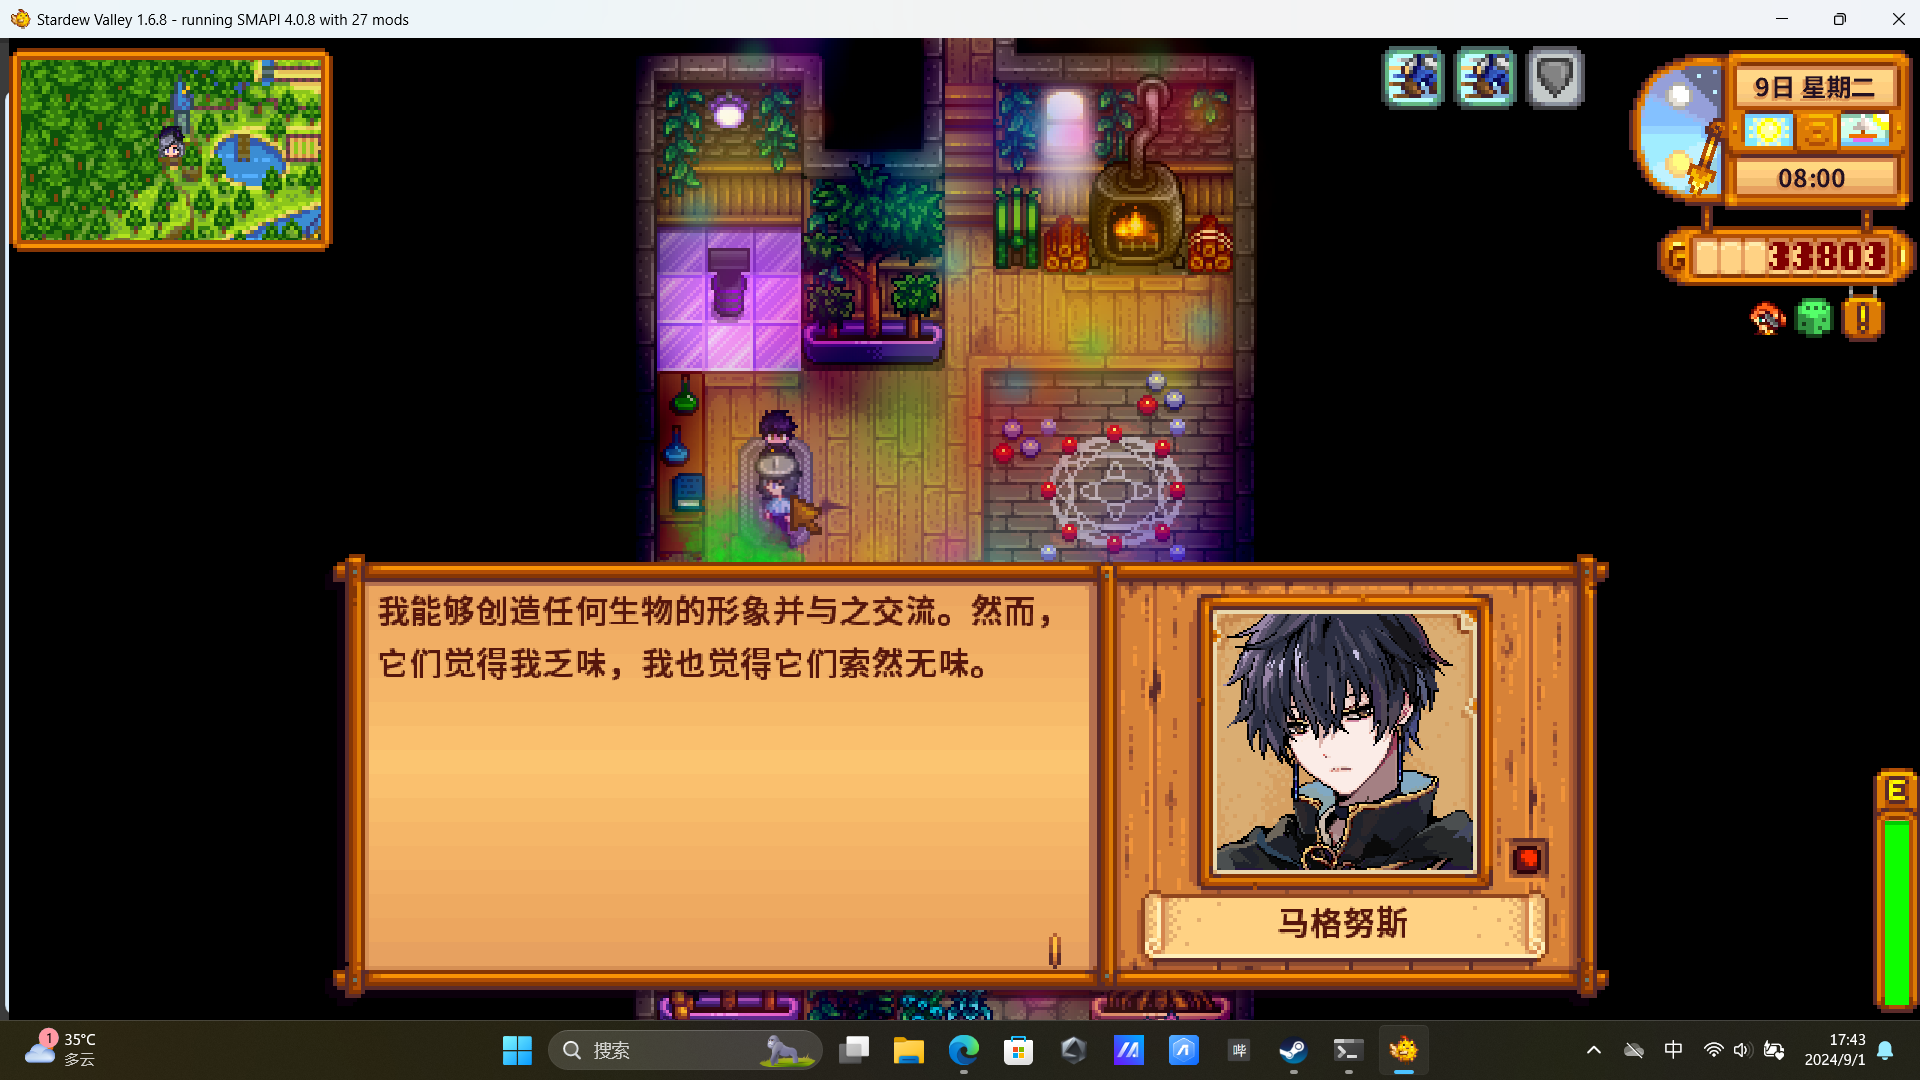 Stardew Valley 1.6.8 - running SMAPI 4.0.8 with 27 mods
9日 星期二
08:00
G 33803
我能够创造任何生物的形象并与之交流。然而，
它们觉得我乏味，我也觉得它们索然无味。
马格努斯
E
1
35°C
多云
搜索
哔
中
17:43
2024/9/1